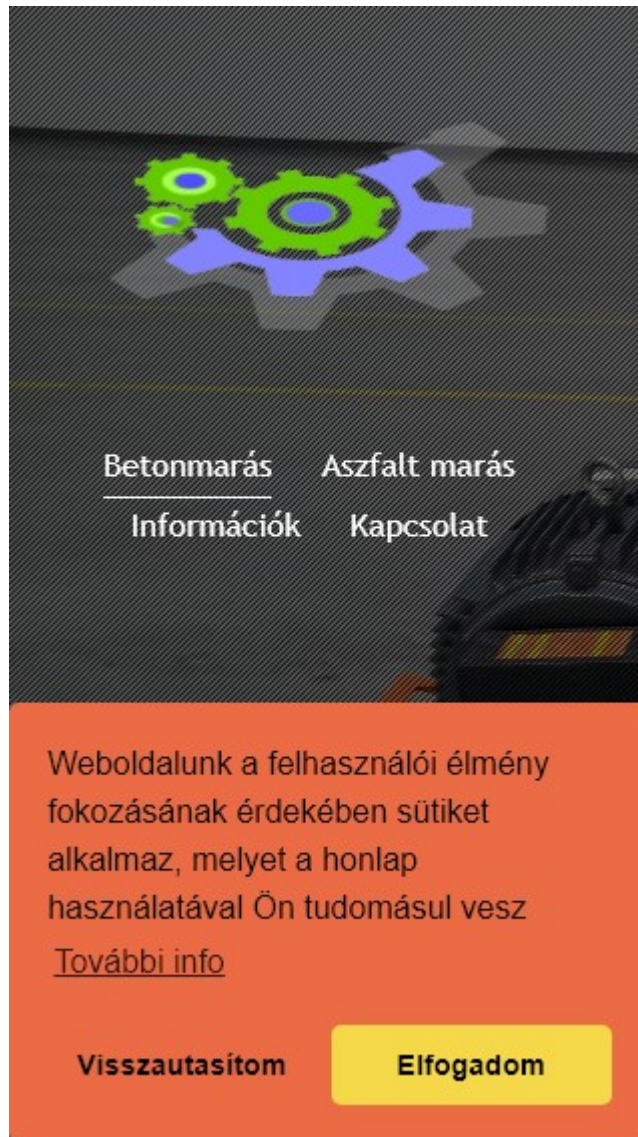 Betonmarás Aszfalt marás
Információk Kapcsolat
Weboldalunk a felhasználói élmény
fokozásának érdekében sütiket
alkalmaz, melyet a honlap
használatával Ön tudomásul vesz
További info
Visszautasítom Elfogadom